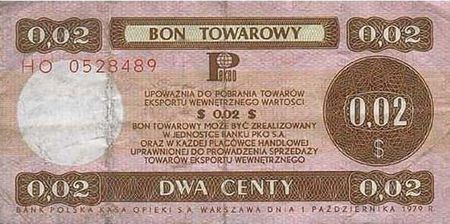 0,02 BON TOWAROWY 0,02
HO 0528489
Pekao
UPOWAŻNIA DO POBRANIA TOWARÓW
EKSPORTU WEWNĘTRZNEGO WARTOŚCI
$ 0,02 $
BON TOWAROWY MOŻE BYĆ ZREALIZOWANY
W JEDNOSTCE BANKU PKO S.A.
ORAZ W KAŻDEJ PLACÓWCE HANDLOWEJ
UPRAWNIONEJ DO PROWADZENIA SPRZEDAŻY
TOWARÓW EKSPORTU WEWNĘTRZNEGO
0,02
$
0,02 DWA CENTY 0,02
BANK POLSKA KASA OPIEKI S.A. WARSZAWA DNIA 1 PAŹDZIERNIKA 1979 R.